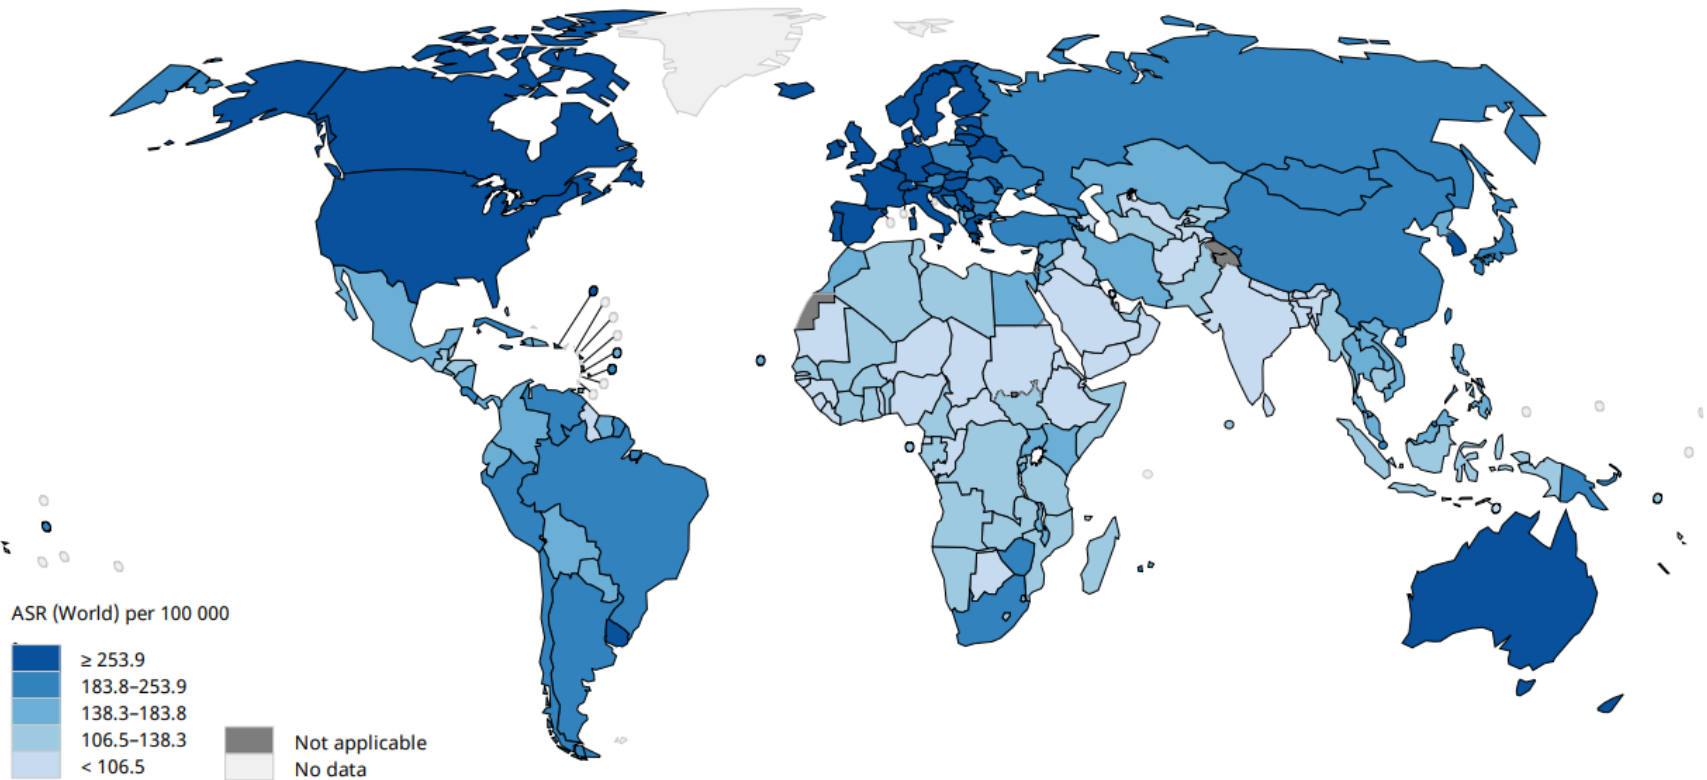 ASR (World) per 100 000
≥ 253.9
183.8–253.9
138.3–183.8
106.5–138.3
< 106.5
Not applicable
No data